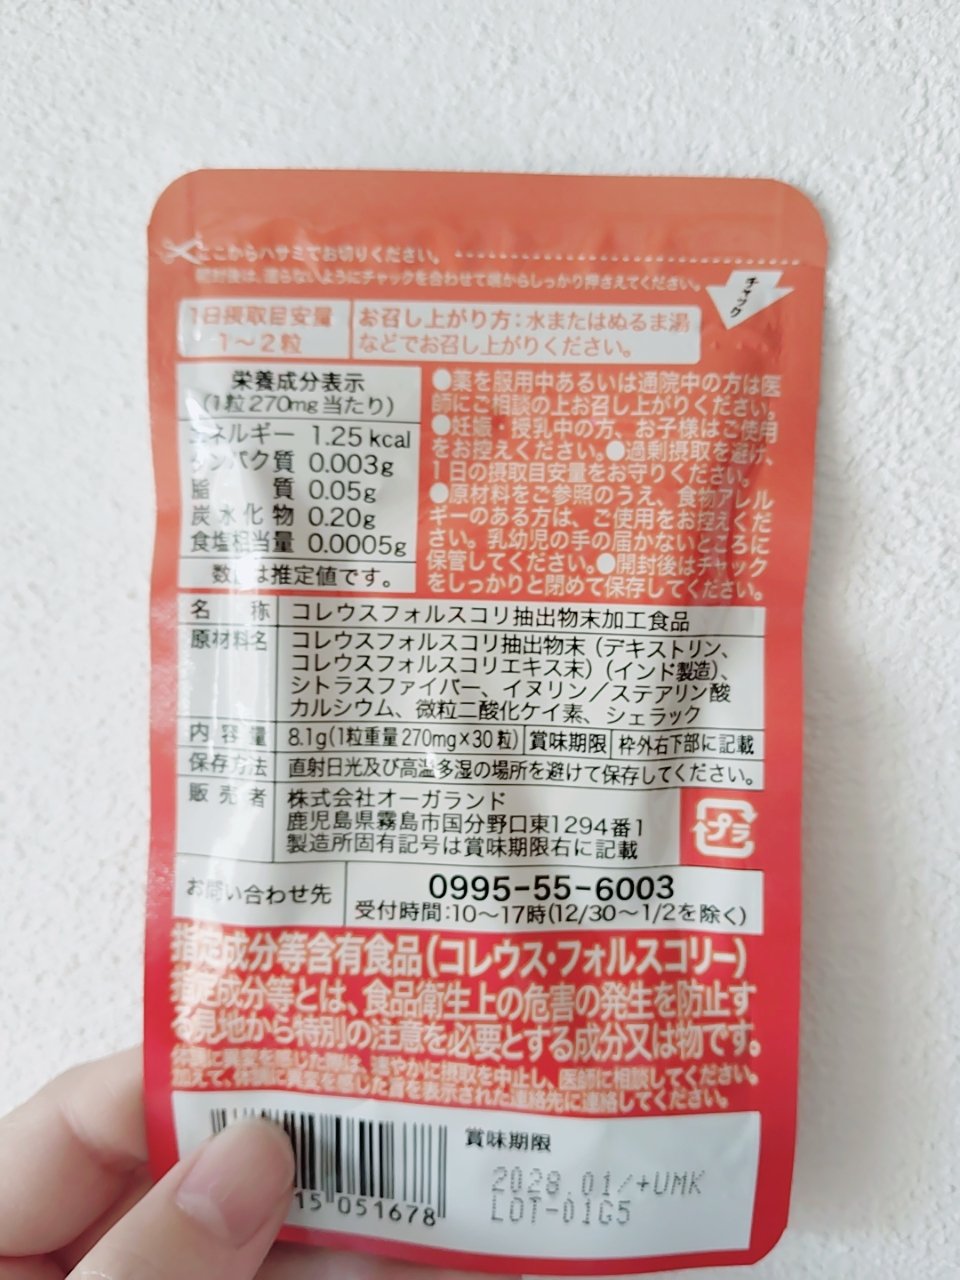 ここからハサミでお切りください。
開封後は、湿らないようにチャックを合わせて端からしっかり押さえてください。
チャック
1日摂取目安量
1～2粒
お召し上がり方：水またはぬるま湯
などでお召し上がりください。
栄養成分表示
(1粒270mg当たり)
エネルギー 1.25kcal
タンパク質 0.003g
脂質 0.05g
炭水化物 0.20g
食塩相当量 0.0005g
数値は推定値です。
●薬を服用中あるいは通院中の方は医
師にご相談の上お召し上がりください。
●妊娠・授乳中の方、お子様はご使用
をお控えください。●過剰摂取を避け、
1日の摂取目安量をお守りください。
●原材料をご参照のうえ、食物アレル
ギーのある方は、ご使用をお控えくだ
さい。乳幼児の手の届かないところに
保管してください。●開封後はチャック
をしっかりと閉めて保存してください。
名称 コレウスフォルスコリ抽出物末加工食品
原材料名 コレウスフォルスコリ抽出物末（デキストリン、
コレウスフォルスコリエキス末）（インド製造）、
シトラスファイバー、イヌリン／ステアリン酸
カルシウム、微粒二酸化ケイ素、シェラック
内容量 8.1g(1粒重量270mg×30粒) 賞味期限 枠外右下部に記載
保存方法 直射日光及び高温多湿の場所を避けて保存してください。
販売者 株式会社オーガランド
鹿児島県霧島市国分野口東1294番1
製造所固有記号は賞味期限右に記載
プラ
お問い合わせ先 0995-55-6003
受付時間：10～17時(12/30～1/2を除く)
指定成分等含有食品（コレウス・フォルスコリー）
指定成分等とは、食品衛生上の危害の発生を防止す
る見地から特別の注意を必要とする成分又は物です。
体調に異変を感じた際は、速やかに摂取を中止し、医師に相談してください。
加えて、体調に異変を感じた旨を表示された連絡先に連絡してください。
賞味期限
2028.01/+UMK
LOT-01G5
15 051678